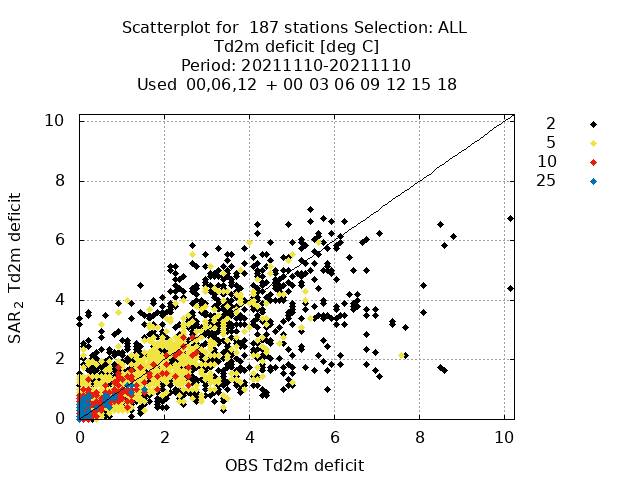 Scatterplot for  187 stations Selection: ALL
Td2m deficit [deg C]
Period: 20211110-20211110
Used  00,06,12  + 00 03 06 09 12 15 18
10
8
6
4
2
0
0 2 4 6 8 10
SAR2 Td2m deficit
OBS Td2m deficit
2
5
10
25